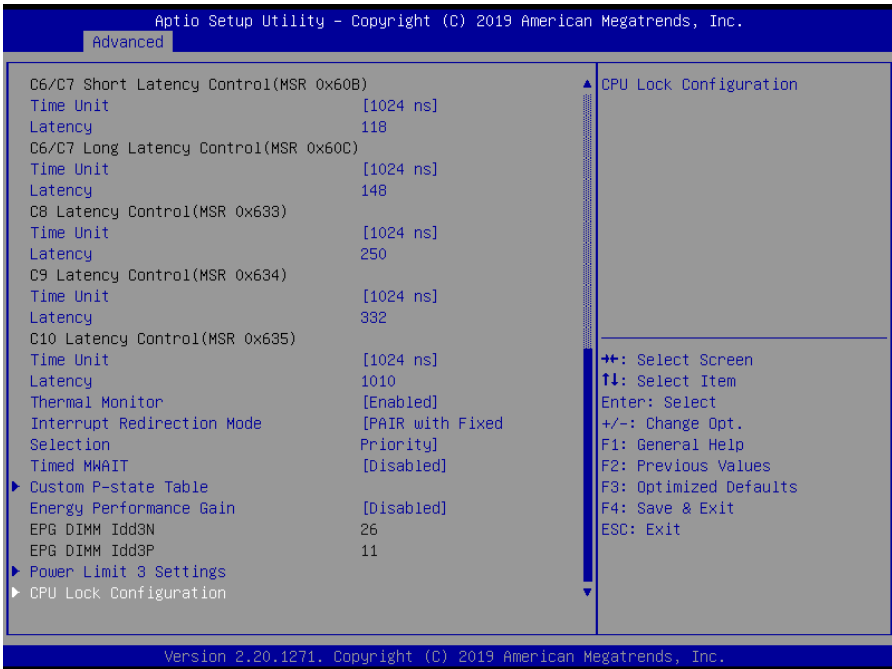 Aptio Setup Utility – Copyright (C) 2019 American Megatrends, Inc.
Advanced
C6/C7 Short Latency Control(MSR 0x60B)
Time Unit [1024 ns]
Latency 118
C6/C7 Long Latency Control(MSR 0x60C)
Time Unit [1024 ns]
Latency 148
C8 Latency Control(MSR 0x633)
Time Unit [1024 ns]
Latency 250
C9 Latency Control(MSR 0x634)
Time Unit [1024 ns]
Latency 332
C10 Latency Control(MSR 0x635)
Time Unit [1024 ns]
Latency 1010
Thermal Monitor [Enabled]
Interrupt Redirection Mode [PAIR with Fixed
Selection Priority]
Timed MWAIT [Disabled]
Custom P-state Table
Energy Performance Gain [Disabled]
EPG DIMM Idd3N 26
EPG DIMM Idd3P 11
Power Limit 3 Settings
CPU Lock Configuration
CPU Lock Configuration
→←: Select Screen
↑↓: Select Item
Enter: Select
+/-: Change Opt.
F1: General Help
F2: Previous Values
F3: Optimized Defaults
F4: Save & Exit
ESC: Exit
Version 2.20.1271. Copyright (C) 2019 American Megatrends, Inc.